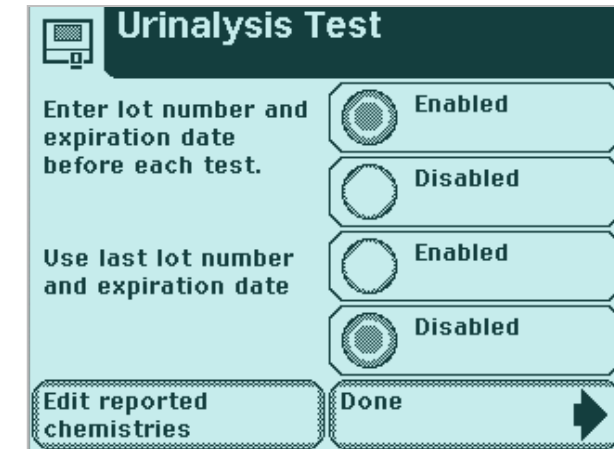 Urinalysis Test
Enter lot number and
expiration date
before each test.
Enabled
Disabled
Use last lot number
and expiration date
Enabled
Disabled
Edit reported
chemistries
Done